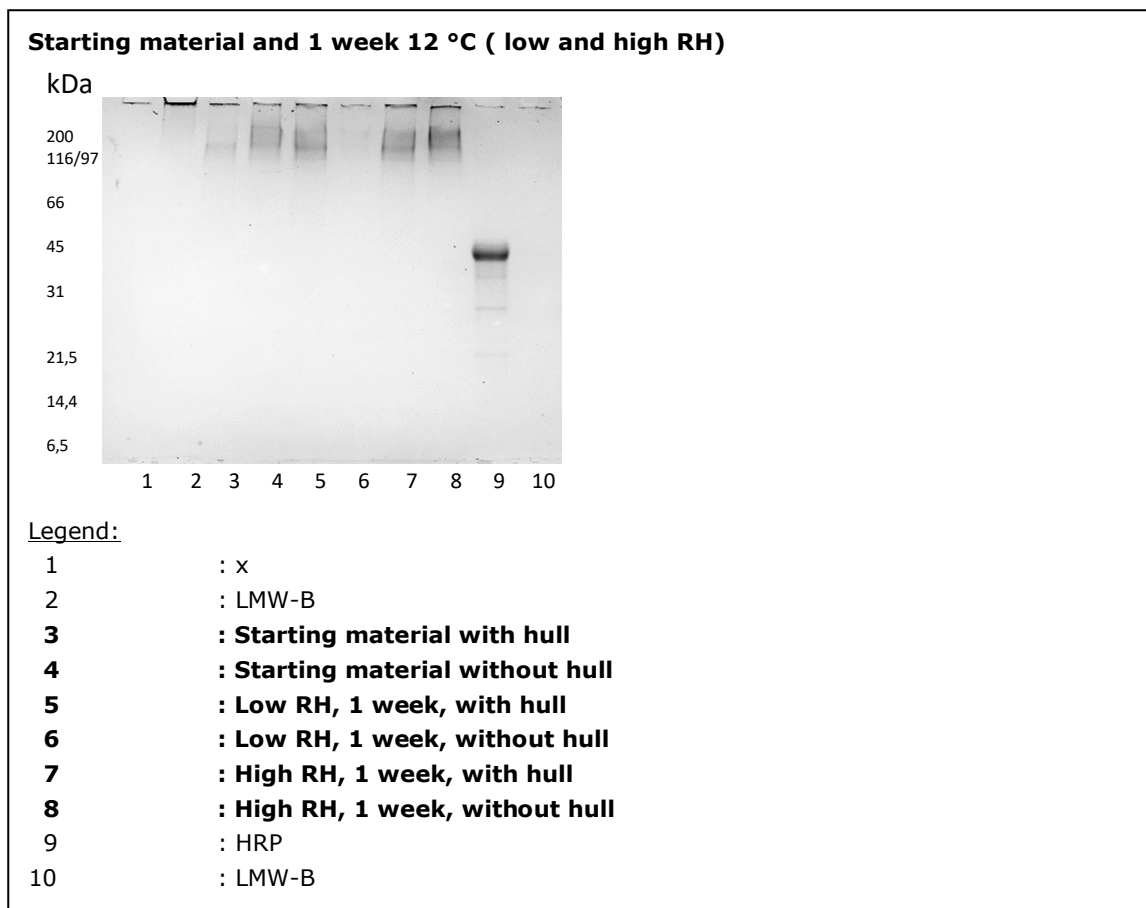 Starting material and 1 week 12 °C ( low and high RH)
kDa
200
116/97
66
45
31
21,5
14,4
6,5
1 2 3 4 5 6 7 8 9 10
Legend:
1 : x
2 : LMW-B
3 : Starting material with hull
4 : Starting material without hull
5 : Low RH, 1 week, with hull
6 : Low RH, 1 week, without hull
7 : High RH, 1 week, with hull
8 : High RH, 1 week, without hull
9 : HRP
10 : LMW-B